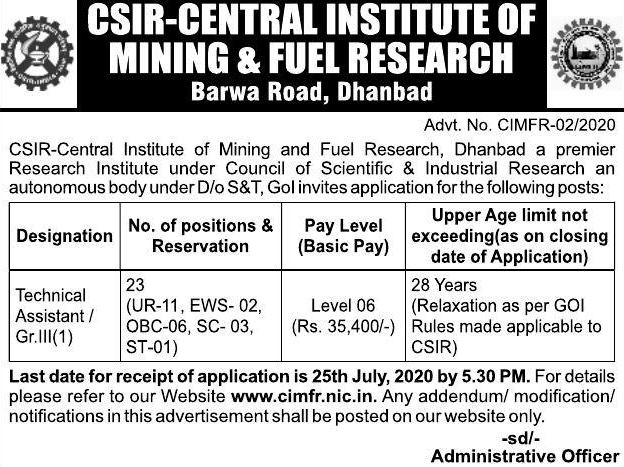 CSIR-CENTRAL INSTITUTE OF
MINING & FUEL RESEARCH
Barwa Road, Dhanbad
Advt. No. CIMFR-02/2020
CSIR-Central Institute of Mining and Fuel Research, Dhanbad a premier
Research Institute under Council of Scientific & Industrial Research an
autonomous body under D/o S&T, GoI invites application for the following posts:
Designation
No. of positions &
Reservation
Pay Level
(Basic Pay)
Upper Age limit not
exceeding(as on closing
date of Application)
Technical
Assistant /
Gr.III(1)
23
(UR-11, EWS- 02,
OBC-06, SC- 03,
ST-01)
Level 06
(Rs. 35,400/-)
28 Years
(Relaxation as per GOI
Rules made applicable to
CSIR)
Last date for receipt of application is 25th July, 2020 by 5.30 PM. For details
please refer to our Website www.cimfr.nic.in. Any addendum/ modification/
notifications in this advertisement shall be posted on our website only.
-sd/-
Administrative Officer